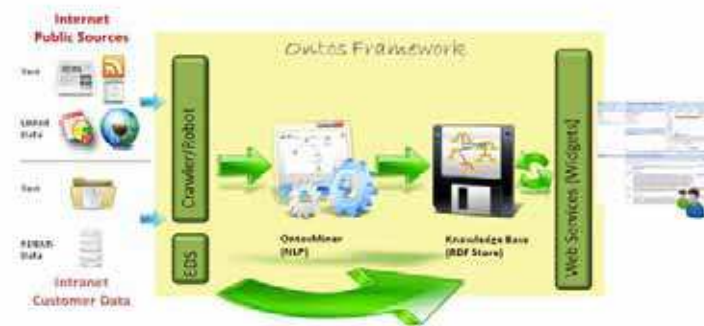 Internet
Public Sources
Text
Linked
Data
Text
RDBMS
Data
Intranet
Customer Data
Ontos Framework
Crawler/Robot
EDS
OntosMiner
(NLP)
Knowledge Base
(RDF Store)
Web Services (Widgets)